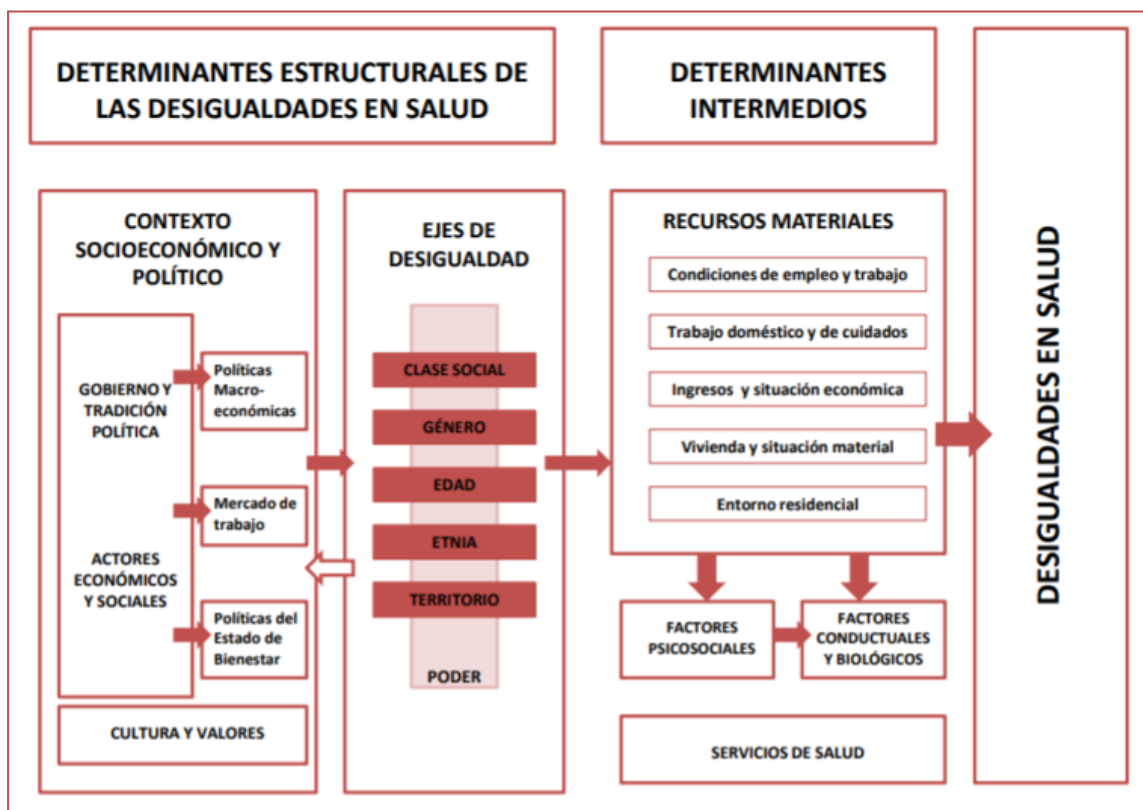 DETERMINANTES ESTRUCTURALES DE
LAS DESIGUALDADES EN SALUD
DETERMINANTES
INTERMEDIOS
CONTEXTO
SOCIOECONÓMICO Y
POLÍTICO
GOBIERNO Y
TRADICIÓN
POLÍTICA
ACTORES
ECONÓMICOS
Y SOCIALES
Políticas
Macro-
económicas
Mercado de
trabajo
Políticas del
Estado de
Bienestar
CULTURA Y VALORES
EJES DE
DESIGUALDAD
CLASE SOCIAL
GÉNERO
EDAD
ETNIA
TERRITORIO
PODER
RECURSOS MATERIALES
Condiciones de empleo y trabajo
Trabajo doméstico y de cuidados
Ingresos y situación económica
Vivienda y situación material
Entorno residencial
FACTORES
PSICOSOCIALES
FACTORES
CONDUCTUALES
Y BIOLÓGICOS
SERVICIOS DE SALUD
DESIGUALDADES EN SALUD